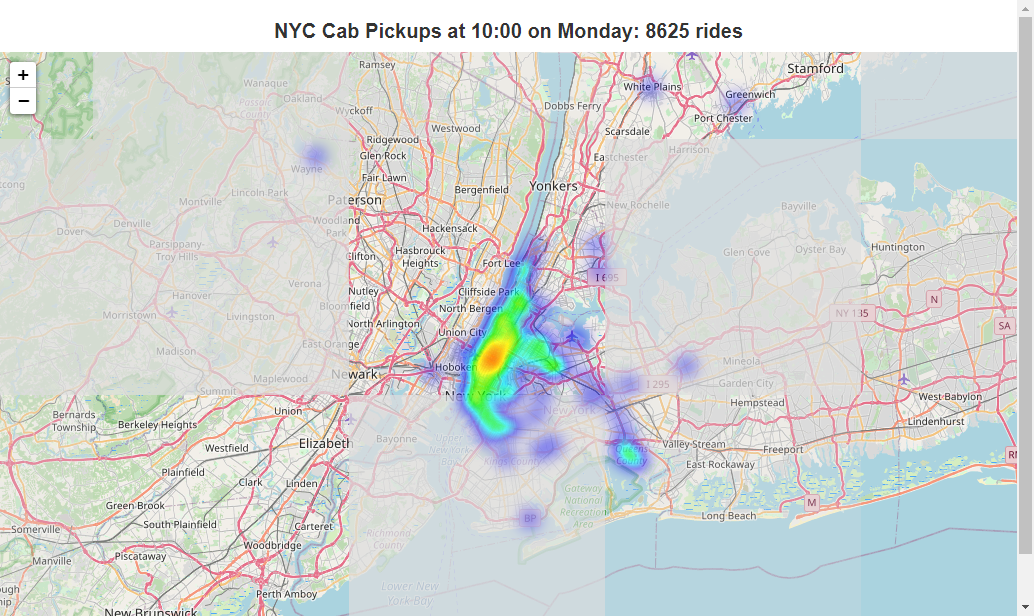 NYC Cab Pickups at 10:00 on Monday: 8625 rides
+
−
Ramsey
Stamford
Wanaque
White Plains
Oakland
Greenwich
Wyckoff
Dobbs Ferry
Port Chester
Westwood
Scarsdale
Ridgewood
Glen Rock
Eastchester
Harrison
Wayne
Fair Lawn
Lincoln Park
Bergenfield
Yonkers
Montville
Paterson
New Rochelle
Bayville
Denville
Woodland
Park
Hackensack
Dover
Parsippany-
Troy Hills
Clifton
Hasbrouck
Heights
Fort Lee
Glen Cove
Oyster Bay
Huntington
I 695
Verona
Nutley
Cliffside Park
Hanover
Bloomfield
North Bergen
N
Morristown
Livingston
North Arlington
NY 135
SA
East Orange
Union City
Madison
Mineola
Maplewood
Newark
Hoboken
I 295
Garden City
New York
New York
Hempstead
West Babylon
Bernards
Township
Berkeley Heights
Union
Lindenhurst
Elizabeth
Bayonne
Upper
Westfield
Kings County
Queens
County
Valley Stream
Freeport
RM
Plainfield
East Rockaway
Clark
Linden
Gateway
National
Recreation
Area
M
Green Brook
Long Beach
BP
Somerville
South Plainfield
Carteret
Richmond
County
Manville
Piscataway
Woodbridge
Perth Amboy
Lower New
York Bay
New Brunswick